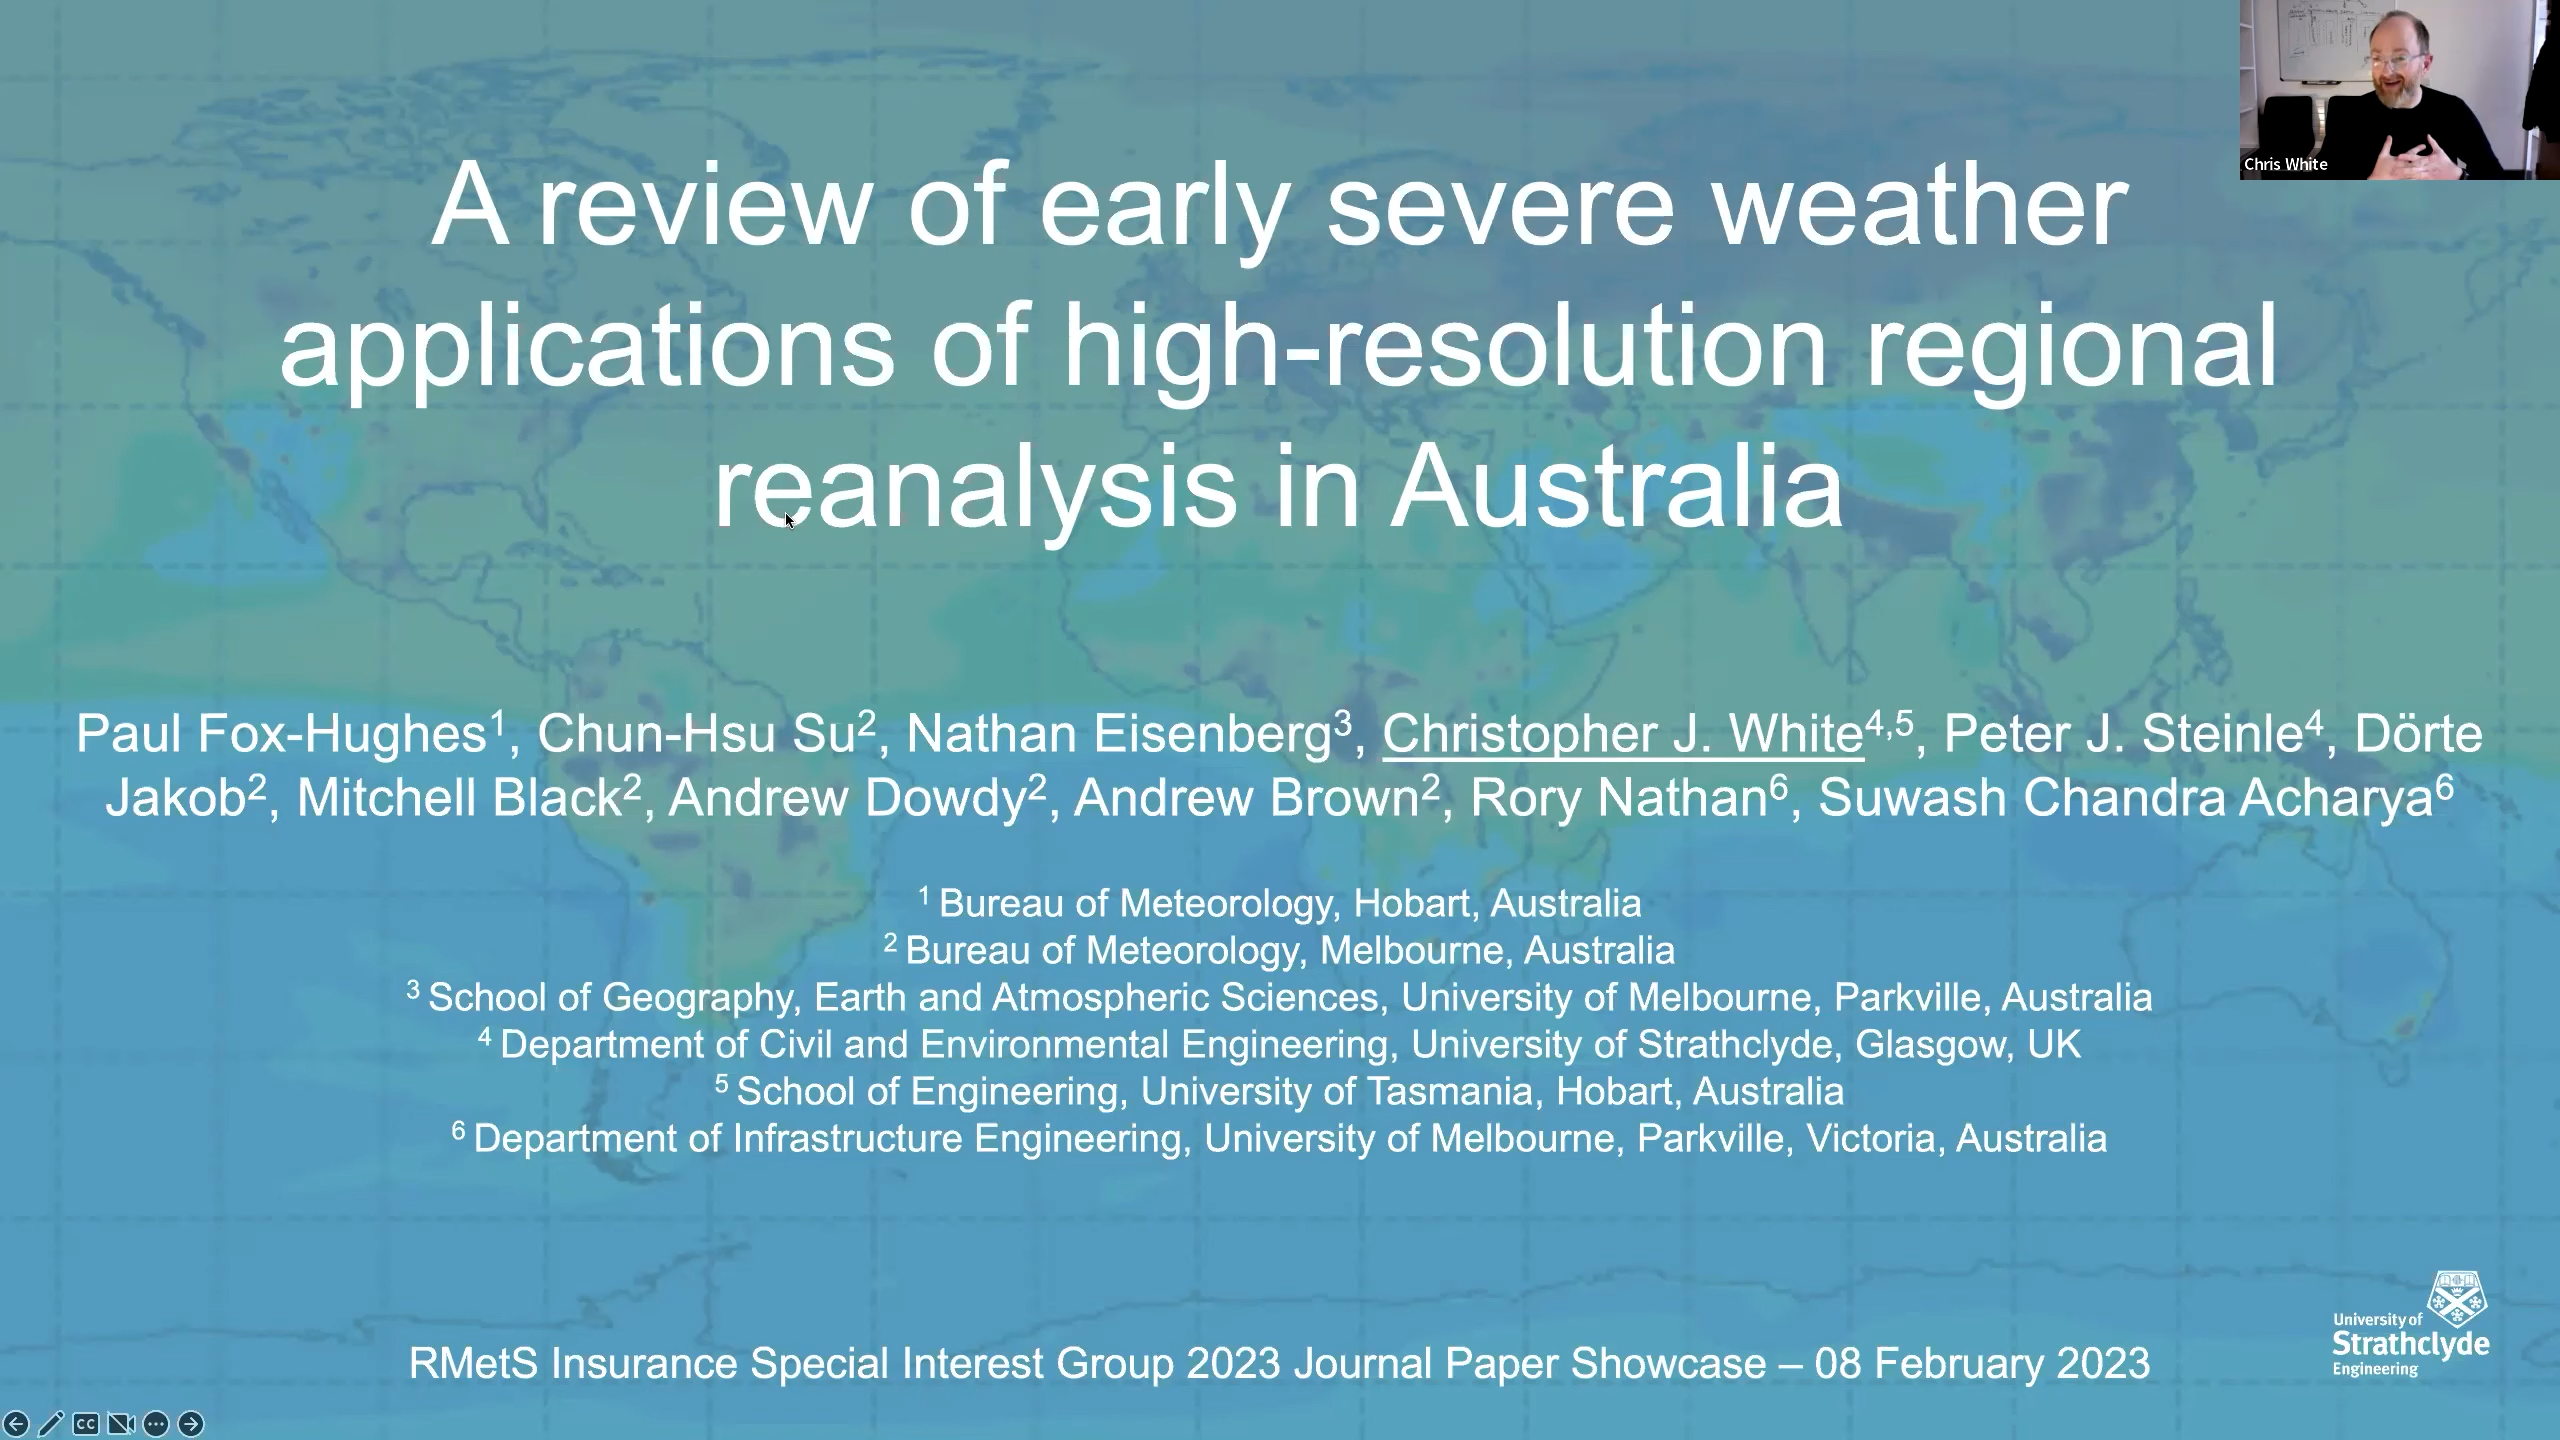 Chris White
A review of early severe weather
applications of high-resolution regional
reanalysis in Australia
Paul Fox-Hughes1, Chun-Hsu Su2, Nathan Eisenberg3, Christopher J. White4,5, Peter J. Steinle4, Dörte
Jakob2, Mitchell Black2, Andrew Dowdy2, Andrew Brown2, Rory Nathan6, Suwash Chandra Acharya6
1 Bureau of Meteorology, Hobart, Australia
2 Bureau of Meteorology, Melbourne, Australia
3 School of Geography, Earth and Atmospheric Sciences, University of Melbourne, Parkville, Australia
4 Department of Civil and Environmental Engineering, University of Strathclyde, Glasgow, UK
5 School of Engineering, University of Tasmania, Hobart, Australia
6 Department of Infrastructure Engineering, University of Melbourne, Parkville, Victoria, Australia
RMetS Insurance Special Interest Group 2023 Journal Paper Showcase – 08 February 2023
University of
Strathclyde
Engineering
CC